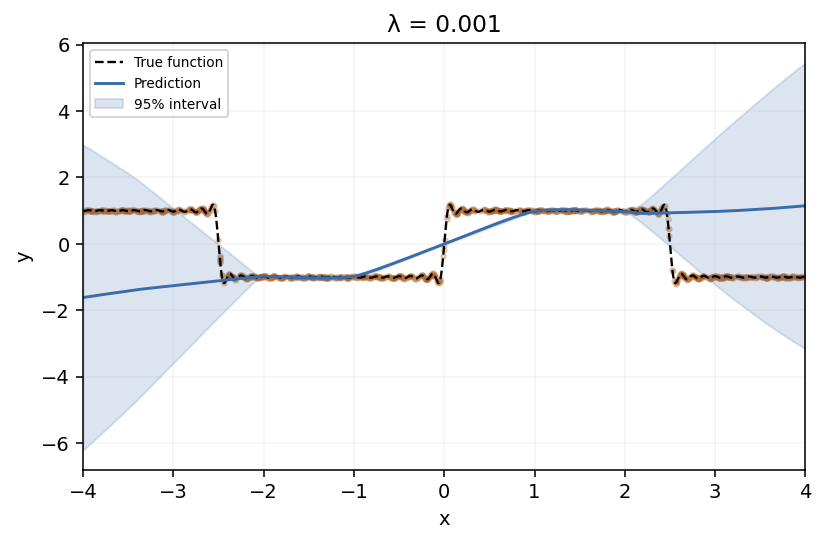 λ = 0.001
True function
Prediction
95% interval
y
6
4
2
0
−2
−4
−6
−4 −3 −2 −1 0 1 2 3 4
x